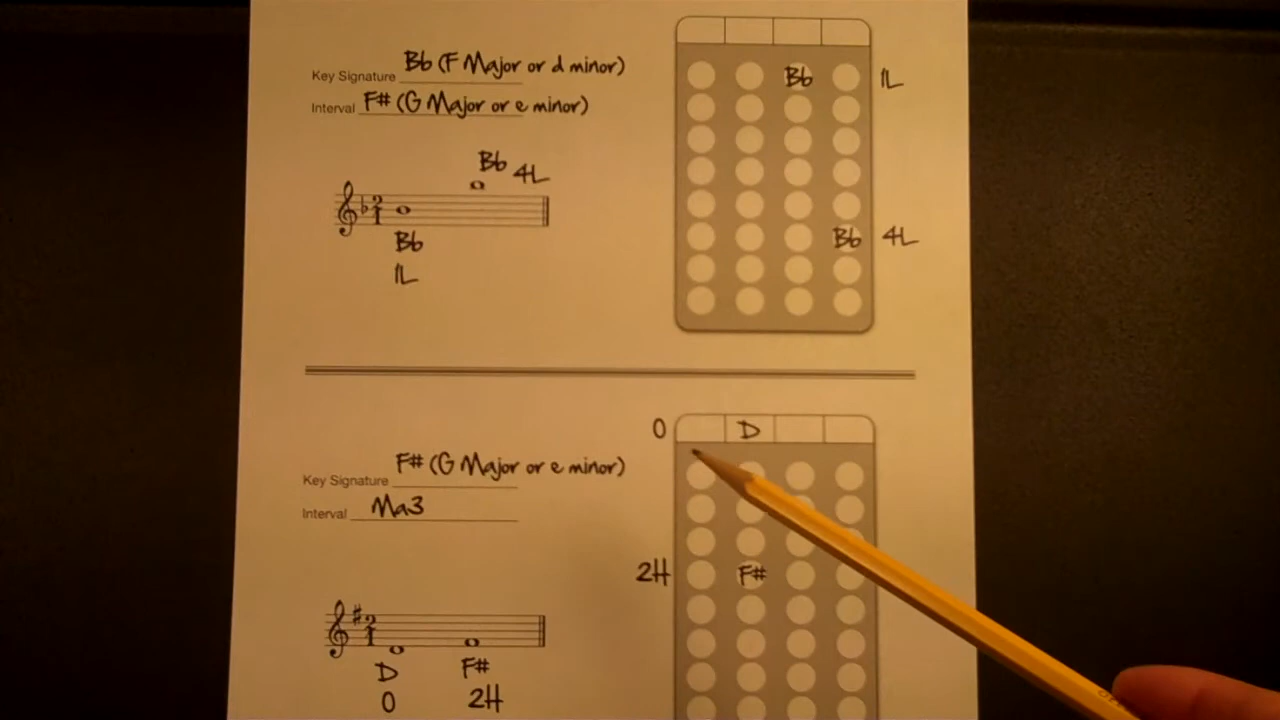 Key Signature Bb (F Major or d minor)
Interval F# (G Major or e minor)
Bb 4L
Bb
1L
Bb 1L
Bb 4L
Key Signature F# (G Major or e minor)
Interval Ma3
D F#
0 2H
0 D
2H F#